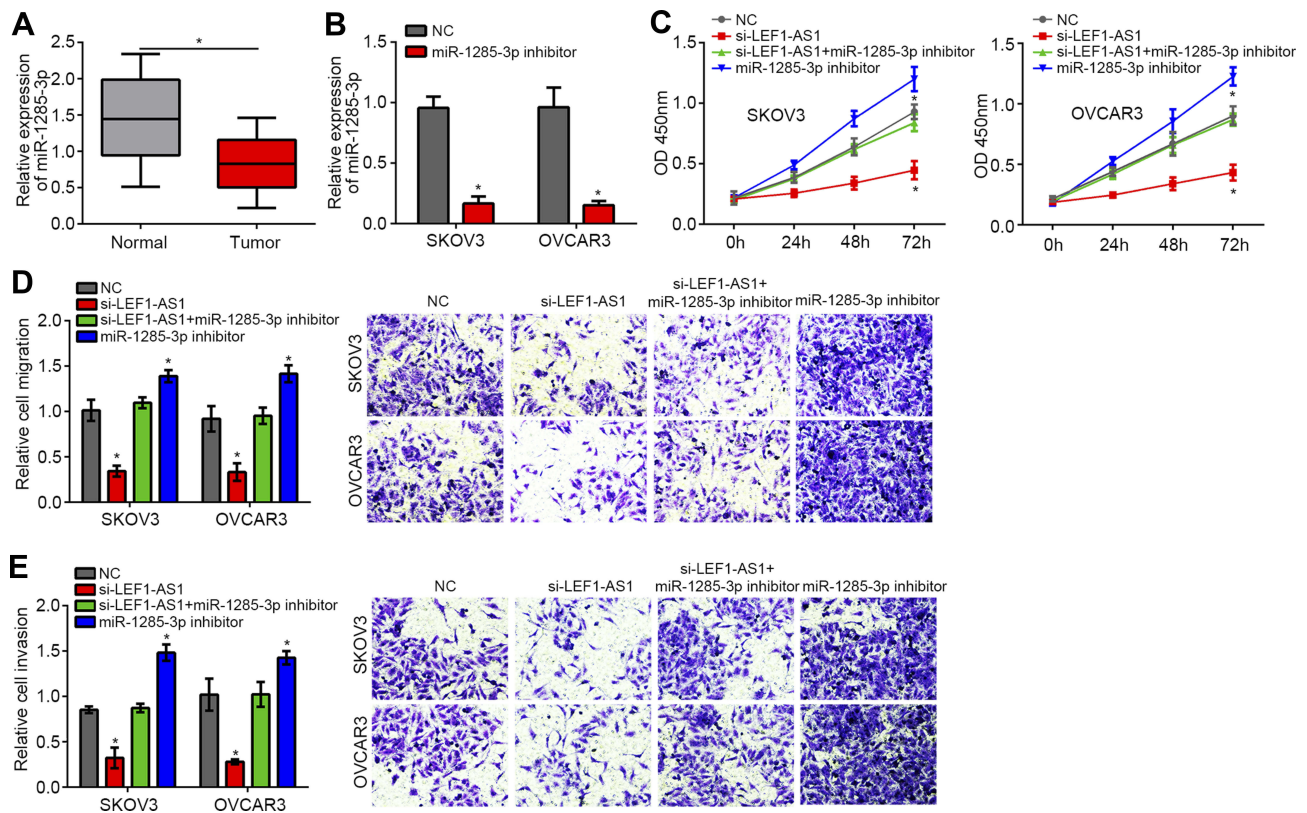 A
Relative expression
of miR-1285-3p
2.5
2.0
1.5
1.0
0.5
0.0
*
Normal
Tumor
B
NC
miR-1285-3p inhibitor
Relative expression
of miR-1285-3p
1.5
1.0
0.5
0.0
*
*
SKOV3
OVCAR3
C
NC
si-LEF1-AS1
si-LEF1-AS1+miR-1285-3p inhibitor
miR-1285-3p inhibitor
OD 450nm
1.5
1.0
0.5
0.0
SKOV3
*
*
0h
24h
48h
72h
NC
si-LEF1-AS1
si-LEF1-AS1+miR-1285-3p inhibitor
miR-1285-3p inhibitor
OD 450nm
1.5
1.0
0.5
0.0
OVCAR3
*
*
0h
24h
48h
72h
D
NC
si-LEF1-AS1
si-LEF1-AS1+miR-1285-3p inhibitor
miR-1285-3p inhibitor
Relative cell migration
2.0
1.5
1.0
0.5
0.0
*
*
*
*
SKOV3
OVCAR3
NC
si-LEF1-AS1
si-LEF1-AS1+
miR-1285-3p inhibitor
miR-1285-3p inhibitor
SKOV3
OVCAR3
E
NC
si-LEF1-AS1
si-LEF1-AS1+miR-1285-3p inhibitor
miR-1285-3p inhibitor
Relative cell invasion
2.0
1.5
1.0
0.5
0.0
*
*
*
*
SKOV3
OVCAR3
NC
si-LEF1-AS1
si-LEF1-AS1+
miR-1285-3p inhibitor
miR-1285-3p inhibitor
SKOV3
OVCAR3